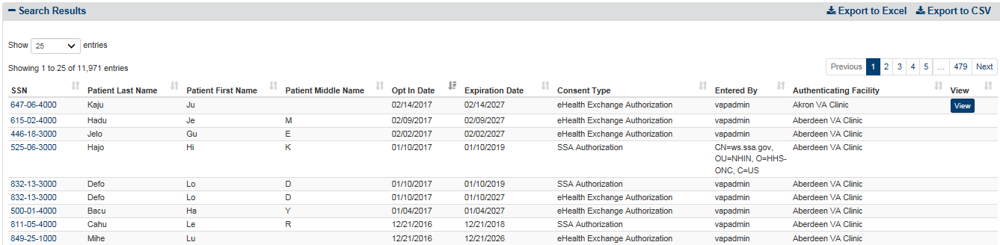 Search Results Export to Excel Export to CSV
Show 25 entries
Showing 1 to 25 of 11,971 entries Previous 1 2 3 4 5 ... 479 Next
SSN Patient Last Name Patient First Name Patient Middle Name Opt In Date Expiration Date Consent Type Entered By Authenticating Facility View
647-06-4000 Kaju Ju 02/14/2017 02/14/2027 eHealth Exchange Authorization vapadmin Akron VA Clinic View
615-02-4000 Hadu Je M 02/09/2017 02/09/2027 eHealth Exchange Authorization vapadmin Aberdeen VA Clinic
446-18-3000 Jelo Gu E 02/02/2017 02/02/2027 eHealth Exchange Authorization vapadmin Aberdeen VA Clinic
525-06-3000 Hajo Hi K 01/10/2017 01/10/2019 SSA Authorization CN=ws.ssa.gov, Aberdeen VA Clinic
OU=NHIN, O=HHS-
ONC, C=US
832-13-3000 Defo Lo D 01/10/2017 01/10/2019 SSA Authorization vapadmin Aberdeen VA Clinic
832-13-3000 Defo Lo D 01/10/2017 01/10/2027 eHealth Exchange Authorization vapadmin Aberdeen VA Clinic
500-01-4000 Bacu Ha Y 01/04/2017 01/04/2027 eHealth Exchange Authorization vapadmin Aberdeen VA Clinic
811-05-4000 Cahu Le R 12/21/2016 12/21/2018 SSA Authorization vapadmin Aberdeen VA Clinic
849-25-1000 Mihe Lu 12/21/2016 12/21/2026 eHealth Exchange Authorization vapadmin Aberdeen VA Clinic